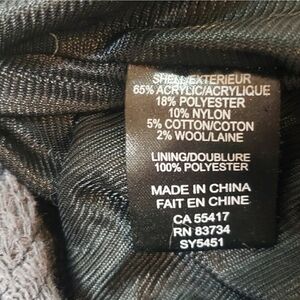 SHELL/EXTERIEUR
65% ACRYLIC/ACRYLIQUE
18% POLYESTER
10% NYLON
5% COTTON/COTON
2% WOOL/LAINE
LINING/DOUBLURE
100% POLYESTER
MADE IN CHINA
FAIT EN CHINE
CA 55417
RN 83734
SY5451